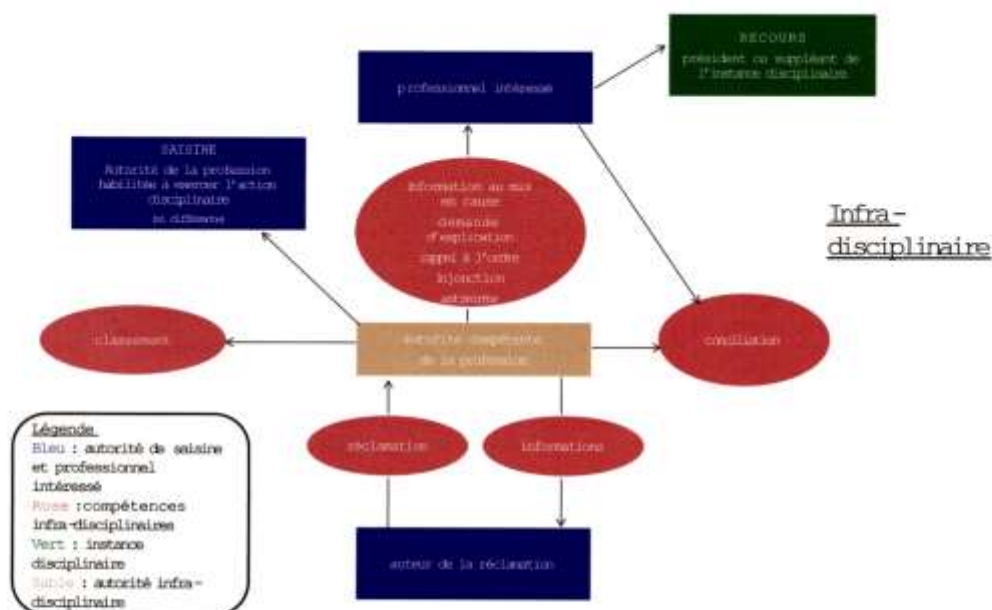 RECOURS
président ou suppléant de
l'instance disciplinaire
professionnel intéressé
SAISINE
Autorité de la profession
habilitée à exercer l'action
disciplinaire
si différente
Information au mis
en cause
demande
d'explication
rappel à l'ordre
injonction
astreinte
Infra-
disciplinaire
classement
autorité compétente
de la profession
conciliation
réclamation
informations
Légende
Bleu : autorité de saisine
et professionnel
intéressé
Rose :compétences
infra-disciplinaires
Vert : instance
disciplinaire
Sable : autorité infra-
disciplinaire
auteur de la réclamation